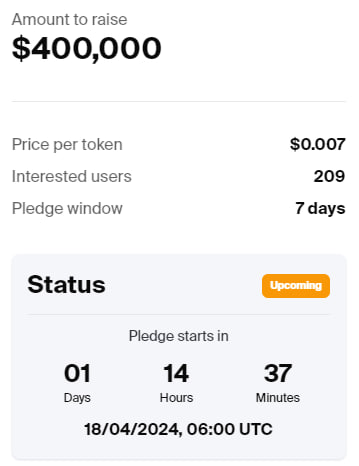 Amount to raise
$400,000
Price per token $0.007
Interested users 209
Pledge window 7 days
Status Upcoming
Pledge starts in
01 14 37
Days Hours Minutes
18/04/2024, 06:00 UTC